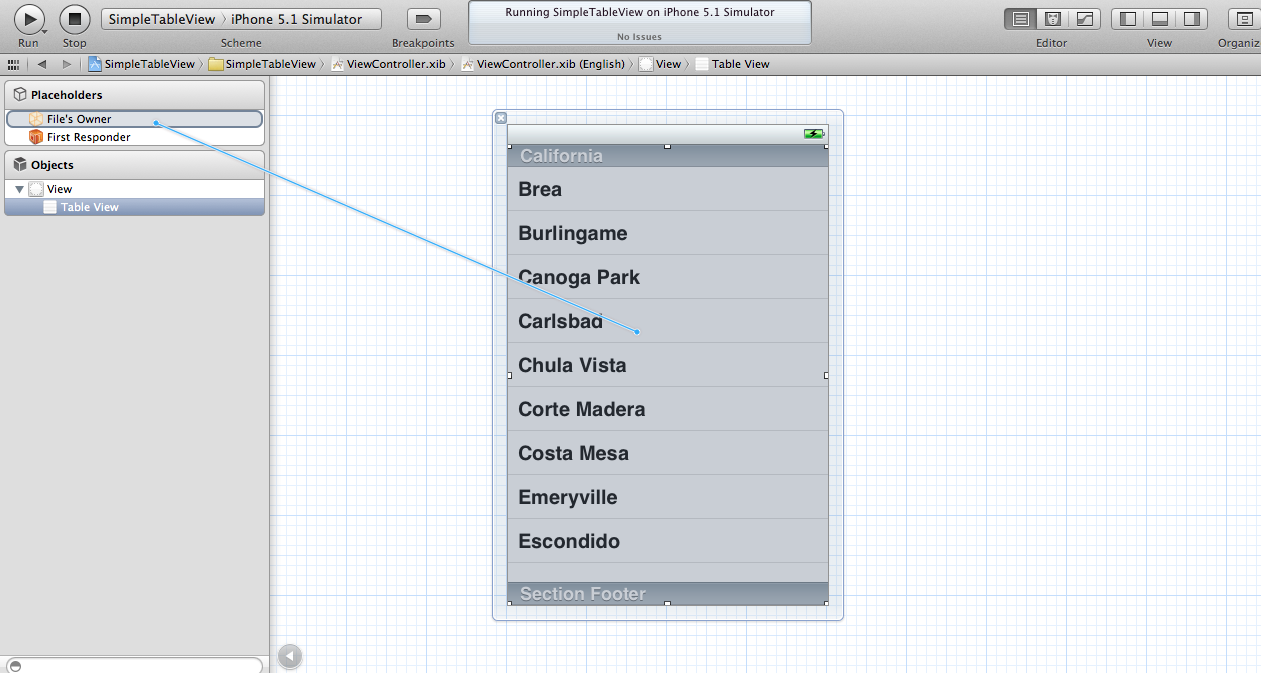 SimpleTableView iPhone 5.1 Simulator
Running SimpleTableView on iPhone 5.1 Simulator
No Issues
Run Stop Scheme Breakpoints Editor View Organiz
SimpleTableView SimpleTableView ViewController.xib ViewController.xib (English) View Table View
Placeholders
File's Owner
First Responder
Objects
View
Table View
California
Brea
Burlingame
Canoga Park
Carlsbad
Chula Vista
Corte Madera
Costa Mesa
Emeryville
Escondido
Section Footer